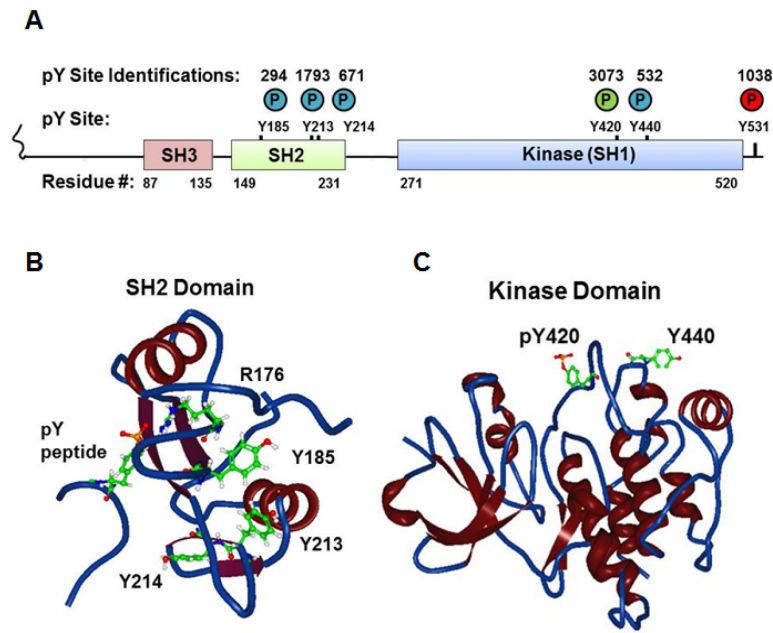 A
pY Site Identifications: 294 1793 671 3073 532 1038
P P P P P P
pY Site: Y185 Y213 Y214 Y420 Y440 Y531
SH3 SH2 Kinase (SH1)
Residue #: 87 135 149 231 271 520
B C
SH2 Domain Kinase Domain
pY420 Y440
R176
pY
peptide
Y185
Y213
Y214